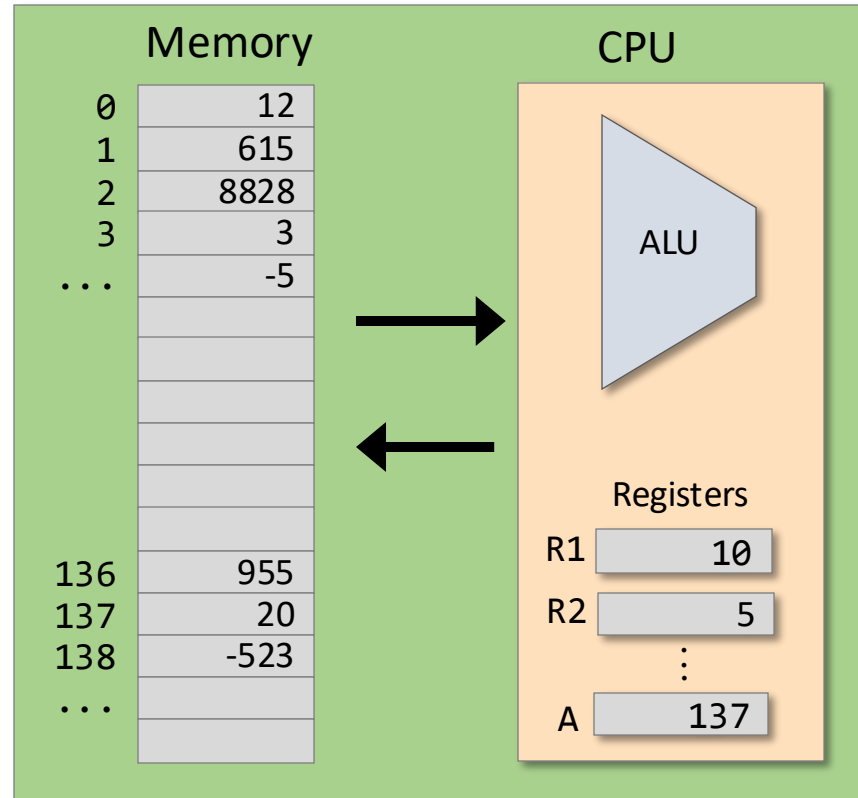 Memory
0 12
1 615
2 8828
3 3
... -5
136 955
137 20
138 -523
...
CPU
ALU
Registers
R1 10
R2 5
⋮
A 137